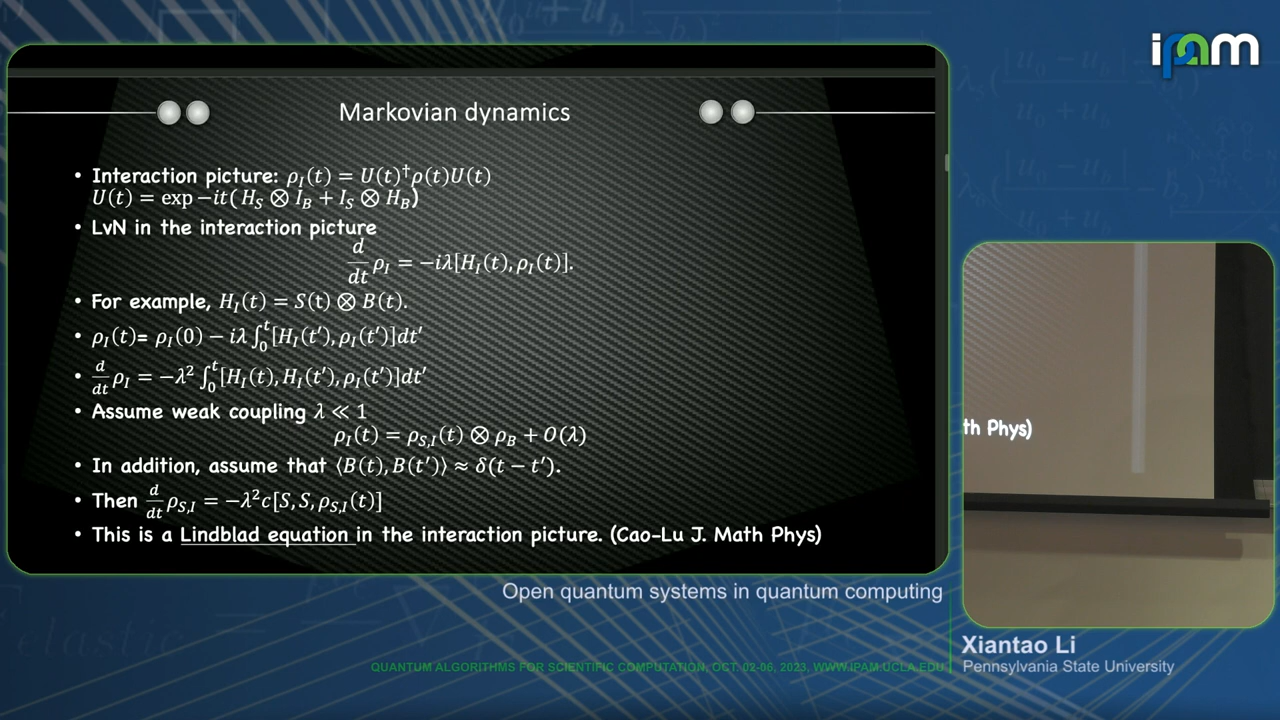 ipam
Markovian dynamics
• Interaction picture: ρ_I(t) = U(t)^†ρ(t)U(t)
U(t) = exp −it( H_S ⊗ I_B + I_S ⊗ H_B)
• LvN in the interaction picture
d/dt ρ_I = −iλ[H_I(t), ρ_I(t)].
• For example, H_I(t) = S(t) ⊗ B(t).
• ρ_I(t)= ρ_I(0) − iλ ∫_0^t[H_I(t′), ρ_I(t′)]dt′
• d/dt ρ_I = −λ² ∫_0^t[H_I(t), H_I(t′), ρ_I(t′)]dt′
• Assume weak coupling λ ≪ 1
ρ_I(t) = ρ_{S,I}(t) ⊗ ρ_B + O(λ)
• In addition, assume that ⟨B(t), B(t′)⟩ ≈ δ(t − t′).
• Then d/dt ρ_{S,I} = −λ²c[S, S, ρ_{S,I}(t)]
• This is a Lindblad equation in the interaction picture. (Cao-Lu J. Math Phys)
th Phys)
Open quantum systems in quantum computing
Xiantao Li
Pennsylvania State University
QUANTUM ALGORITHMS FOR SCIENTIFIC COMPUTATION, OCT. 02-06, 2023, WWW.IPAM.UCLA.EDU